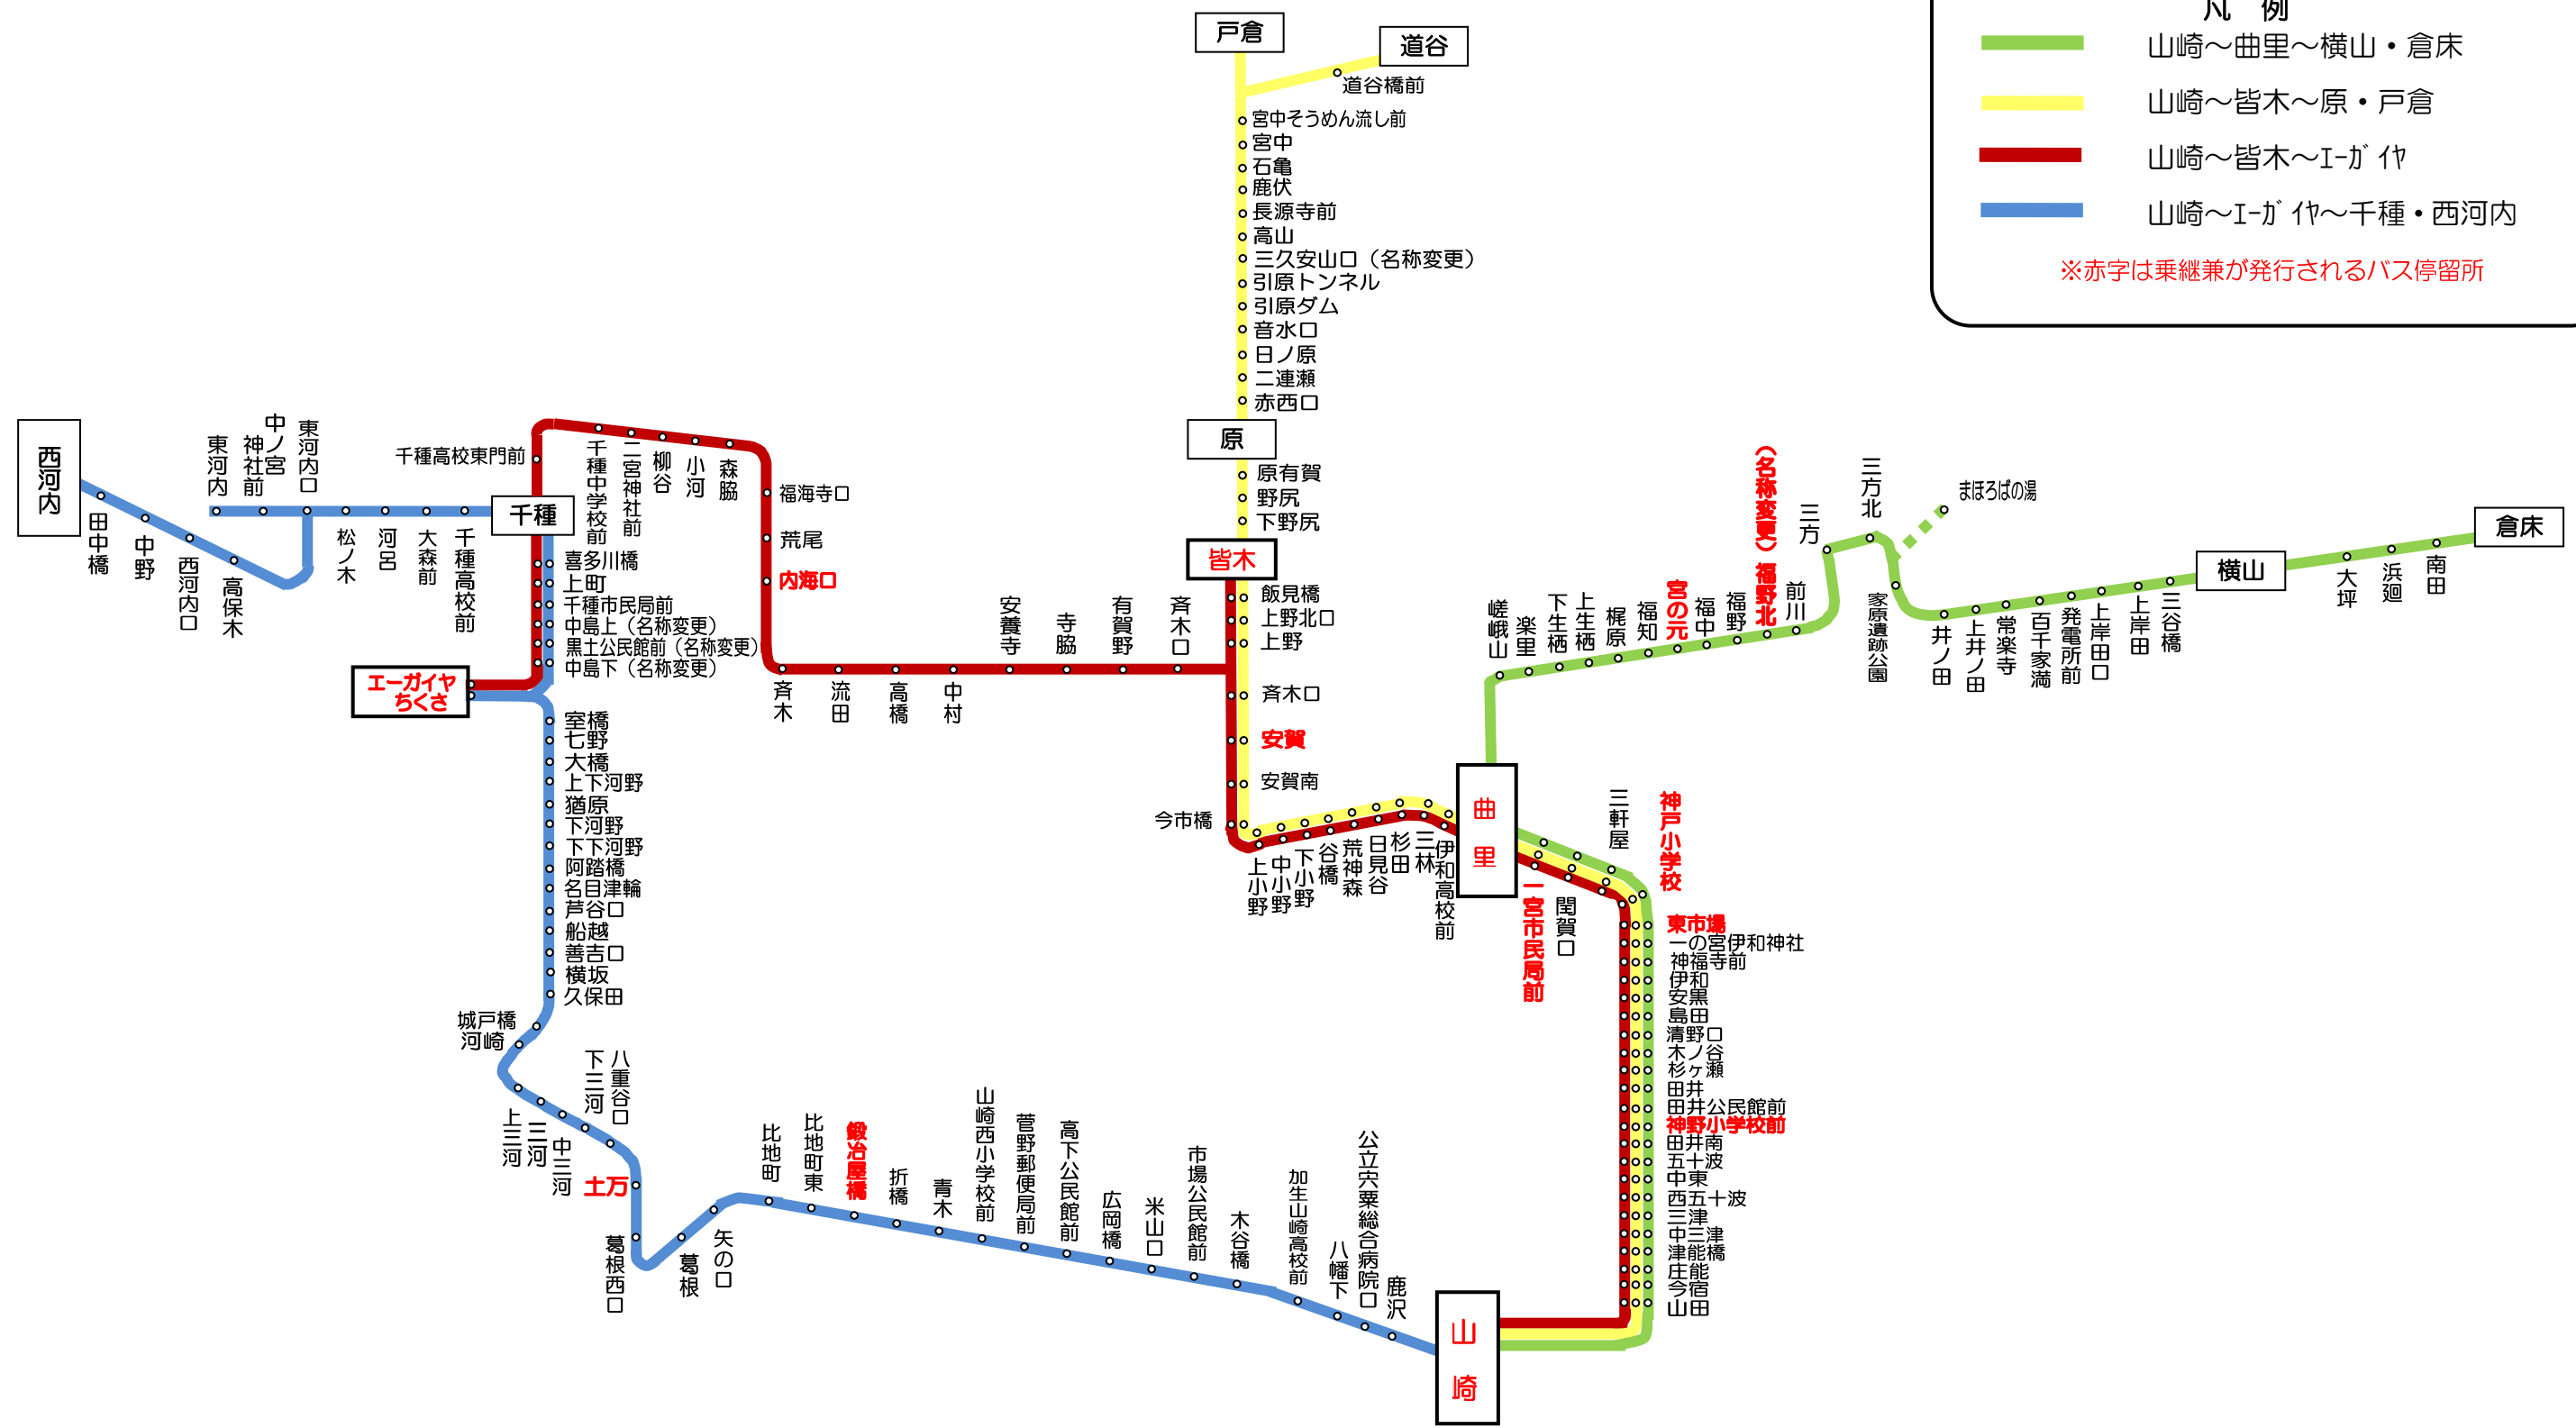 凡 例
山崎～曲里～横山・倉床
山崎～皆木～原・戸倉
山崎～皆木～ｴｰｶﾞｲﾔ
山崎～ｴｰｶﾞｲﾔ～千種・西河内
※赤字は乗継兼が発行されるバス停留所
戸倉
道谷
道谷橋前
宮中そうめん流し前
宮中
石亀
鹿伏
長源寺前
高山
三久安山口（名称変更）
引原トンネル
引原ダム
音水口
日ノ原
二連瀬
赤西口
原
原有賀
野尻
下野尻
皆木
飯見橋
上野北口
上野
斉木口
安賀
安賀南
今市橋
上小野
中小野
下小野
谷橋
荒神森
日見谷
杉田
三林
伊和高校前
曲里
西河内
田中橋
中野
西河内口
高保木
東河内
神社前
中ノ宮
東河内口
松ノ木
河呂
大森前
千種高校前
千種
千種高校東門前
千種中学校前
二宮神社前
柳谷
小河
森脇
福海寺口
荒尾
内海口
斉木
流田
高橋
中村
安養寺
寺脇
有賀野
斉木口
喜多川橋
上町
千種市民局前
中島上（名称変更）
黒土公民館前（名称変更）
中島下（名称変更）
エーガイヤ
ちくさ
室橋
七野
大橋
上下河野
猶原
下河野
下下河野
阿踏橋
名目津輪
芦谷口
船越
善吉口
横坂
久保田
城戸橋
河崎
上三河
三河
中三河
下三河
八重谷口
土万
葛根西口
葛根
矢の口
比地町
比地町東
鍛冶屋橋
折橋
青木
山崎西小学校前
菅野郵便局前
高下公民館前
広岡橋
米山口
市場公民館前
木谷橋
加生山崎高校前
八幡下
公立宍粟総合病院口
鹿沢
山崎
嵯峨山
楽里
下生栖
上生栖
梶原
福知
宮の元
福中
福野
（名称変更）福野北
前川
三方
三方北
まほろばの湯
家原遺跡公園
井ノ田
上井ノ田
常楽寺
百千家満
発電所前
上岸田口
上岸田
三谷橋
横山
大坪
浜廻
南田
倉床
一宮市民局前
閏賀口
三軒屋
神戸小学校
東市場
一の宮伊和神社
神福寺前
伊和
安黒
島田
清野口
木ノ谷
杉ヶ瀬
田井
田井公民館前
神野小学校前
田井南
五十波
中東
西五十波
三津
中三津
津能橋
庄能
今宿
山田